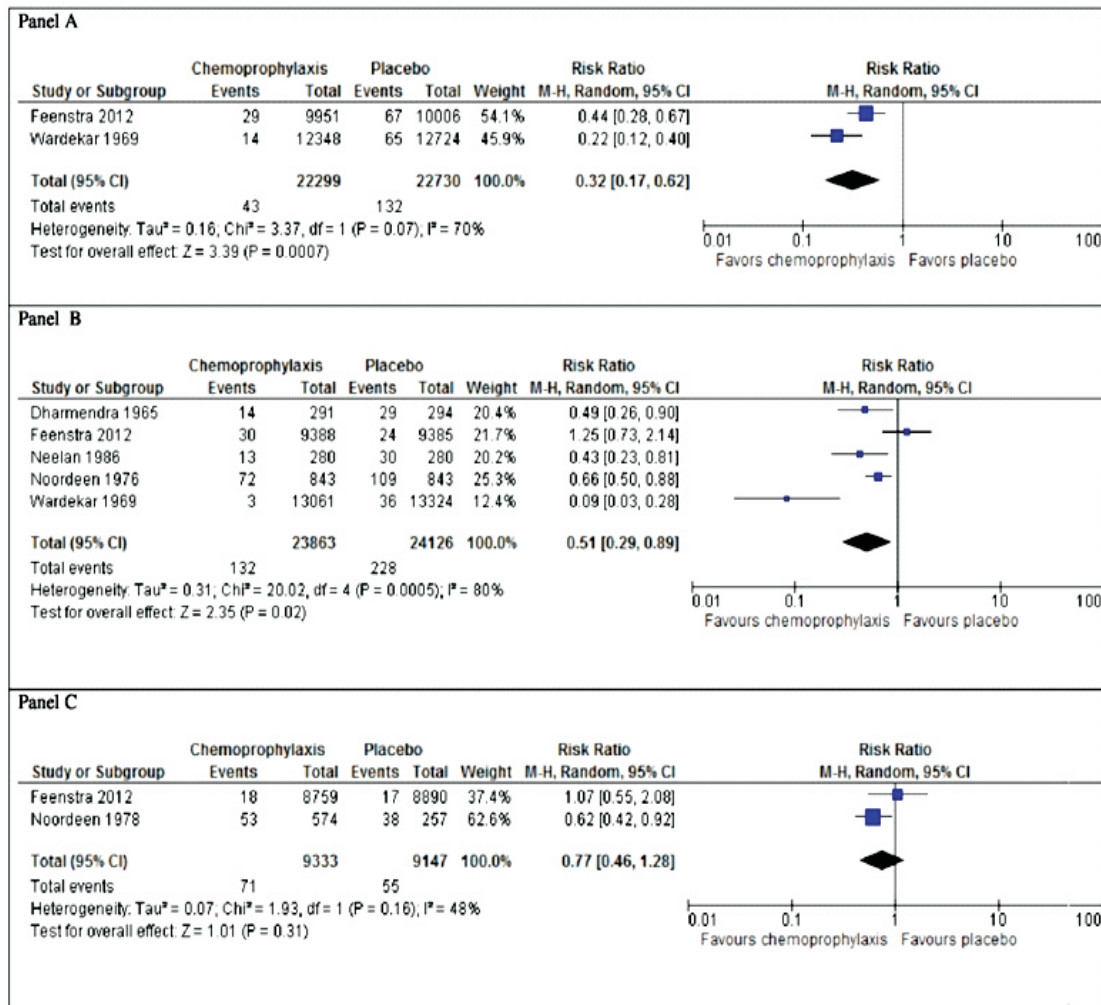 Panel A
Chemoprophylaxis Placebo Risk Ratio Risk Ratio
Study or Subgroup Events Total Events Total Weight M-H, Random, 95% CI M-H, Random, 95% CI
Feenstra 2012 29 9951 67 10006 54.1% 0.44 [0.28, 0.67]
Wardekar 1969 14 12348 65 12724 45.9% 0.22 [0.12, 0.40]
Total (95% CI) 22299 22730 100.0% 0.32 [0.17, 0.62]
Total events 43 132
Heterogeneity: Tau² = 0.16; Chi² = 3.37, df = 1 (P = 0.07); I² = 70%
Test for overall effect: Z = 3.39 (P = 0.0007)
0.01 0.1 1 10 100
Favors chemoprophylaxis Favors placebo
Panel B
Chemoprophylaxis Placebo Risk Ratio Risk Ratio
Study or Subgroup Events Total Events Total Weight M-H, Random, 95% CI M-H, Random, 95% CI
Dharmendra 1965 14 291 29 294 20.4% 0.49 [0.26, 0.90]
Feenstra 2012 30 9388 24 9385 21.7% 1.25 [0.73, 2.14]
Neelan 1986 13 280 30 280 20.2% 0.43 [0.23, 0.81]
Noordeen 1976 72 843 109 843 25.3% 0.66 [0.50, 0.88]
Wardekar 1969 3 13061 36 13324 12.4% 0.09 [0.03, 0.28]
Total (95% CI) 23863 24126 100.0% 0.51 [0.29, 0.89]
Total events 132 228
Heterogeneity: Tau² = 0.31; Chi² = 20.02, df = 4 (P = 0.0005); I² = 80%
Test for overall effect: Z = 2.35 (P = 0.02)
0.01 0.1 1 10 100
Favours chemoprophylaxis Favours placebo
Panel C
Chemoprophylaxis Placebo Risk Ratio Risk Ratio
Study or Subgroup Events Total Events Total Weight M-H, Random, 95% CI M-H, Random, 95% CI
Feenstra 2012 18 8759 17 8890 37.4% 1.07 [0.55, 2.08]
Noordeen 1978 53 574 38 257 62.6% 0.62 [0.42, 0.92]
Total (95% CI) 9333 9147 100.0% 0.77 [0.46, 1.28]
Total events 71 55
Heterogeneity: Tau² = 0.07; Chi² = 1.93, df = 1 (P = 0.16); I² = 48%
Test for overall effect: Z = 1.01 (P = 0.31)
0.01 0.1 1 10 100
Favours chemoprophylaxis Favours placebo